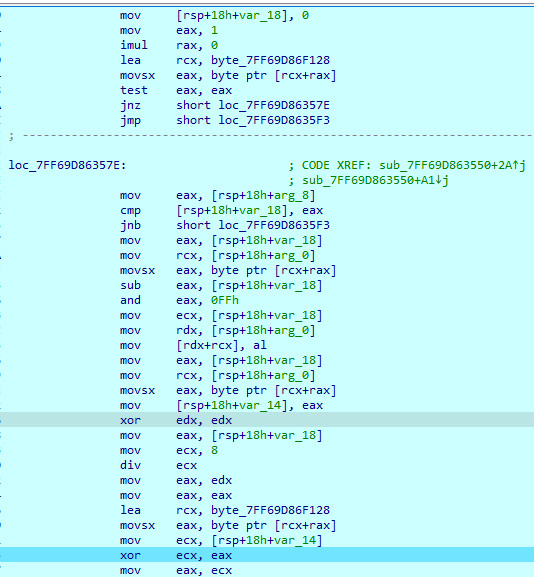 mov [rsp+18h+var_18], 0
mov eax, 1
imul rax, 0
lea rcx, byte_7FF69D86F128
movsx eax, byte ptr [rcx+rax]
test eax, eax
jnz short loc_7FF69D86357E
jmp short loc_7FF69D8635F3
; ---------------------------------------------------------------------------
loc_7FF69D86357E: ; CODE XREF: sub_7FF69D863550+2A↑j
; sub_7FF69D863550+A1↓j
mov eax, [rsp+18h+arg_8]
cmp [rsp+18h+var_18], eax
jnb short loc_7FF69D8635F3
mov eax, [rsp+18h+var_18]
mov rcx, [rsp+18h+arg_0]
movsx eax, byte ptr [rcx+rax]
sub eax, [rsp+18h+var_18]
and eax, 0FFh
mov ecx, [rsp+18h+var_18]
mov rdx, [rsp+18h+arg_0]
mov [rdx+rcx], al
mov eax, [rsp+18h+var_18]
mov rcx, [rsp+18h+arg_0]
movsx eax, byte ptr [rcx+rax]
mov [rsp+18h+var_14], eax
xor edx, edx
mov eax, [rsp+18h+var_18]
mov ecx, 8
div ecx
mov eax, edx
mov eax, eax
lea rcx, byte_7FF69D86F128
movsx eax, byte ptr [rcx+rax]
mov ecx, [rsp+18h+var_14]
xor ecx, eax
mov eax, ecx